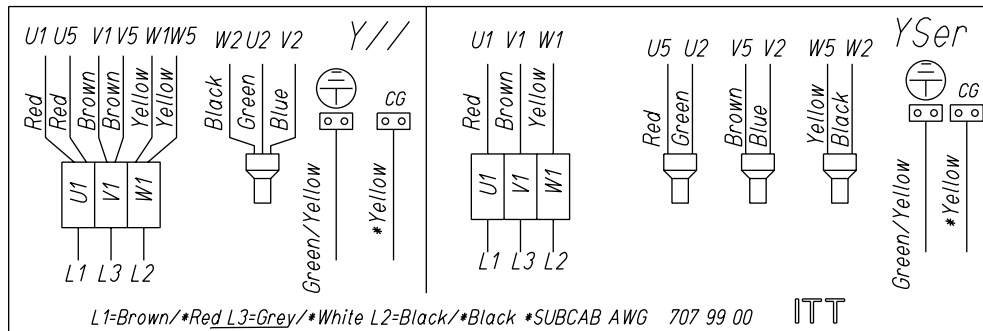 U1 U5 V1 V5 W1 W5 W2 U2 V2 Y//
Red Red Brown Brown Yellow Yellow Black Green Blue
CG
U1 V1 W1
Green/Yellow *Yellow
L1 L3 L2
U1 V1 W1 U5 U2 V5 V2 W5 W2 YSer
CG
Red Brown Yellow Red Green Brown Blue Yellow Black
U1 V1 W1
Green/Yellow *Yellow
L1 L3 L2
L1=Brown/*Red L3=Grey/*White L2=Black/*Black *SUBCAB AWG 707 99 00 ITT